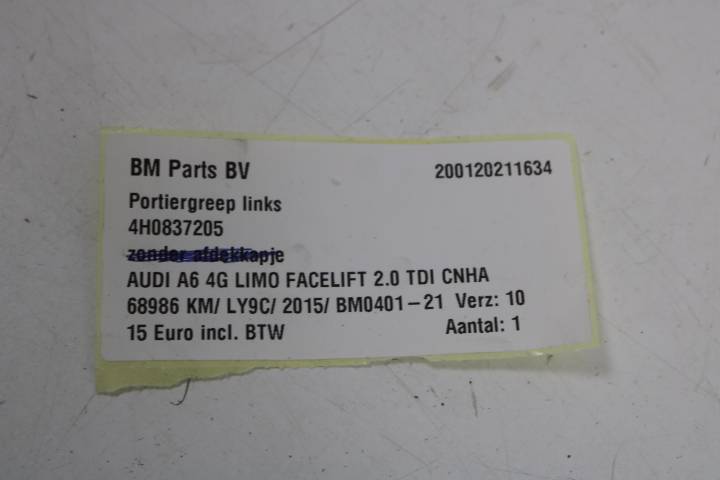 BM Parts BV 200120211634
Portiergreep links
4H0837205
zonder afdekkapje
AUDI A6 4G LIMO FACELIFT 2.0 TDI CNHA
68986 KM/ LY9C/ 2015/ BM0401-21 Verz: 10
15 Euro incl. BTW Aantal: 1